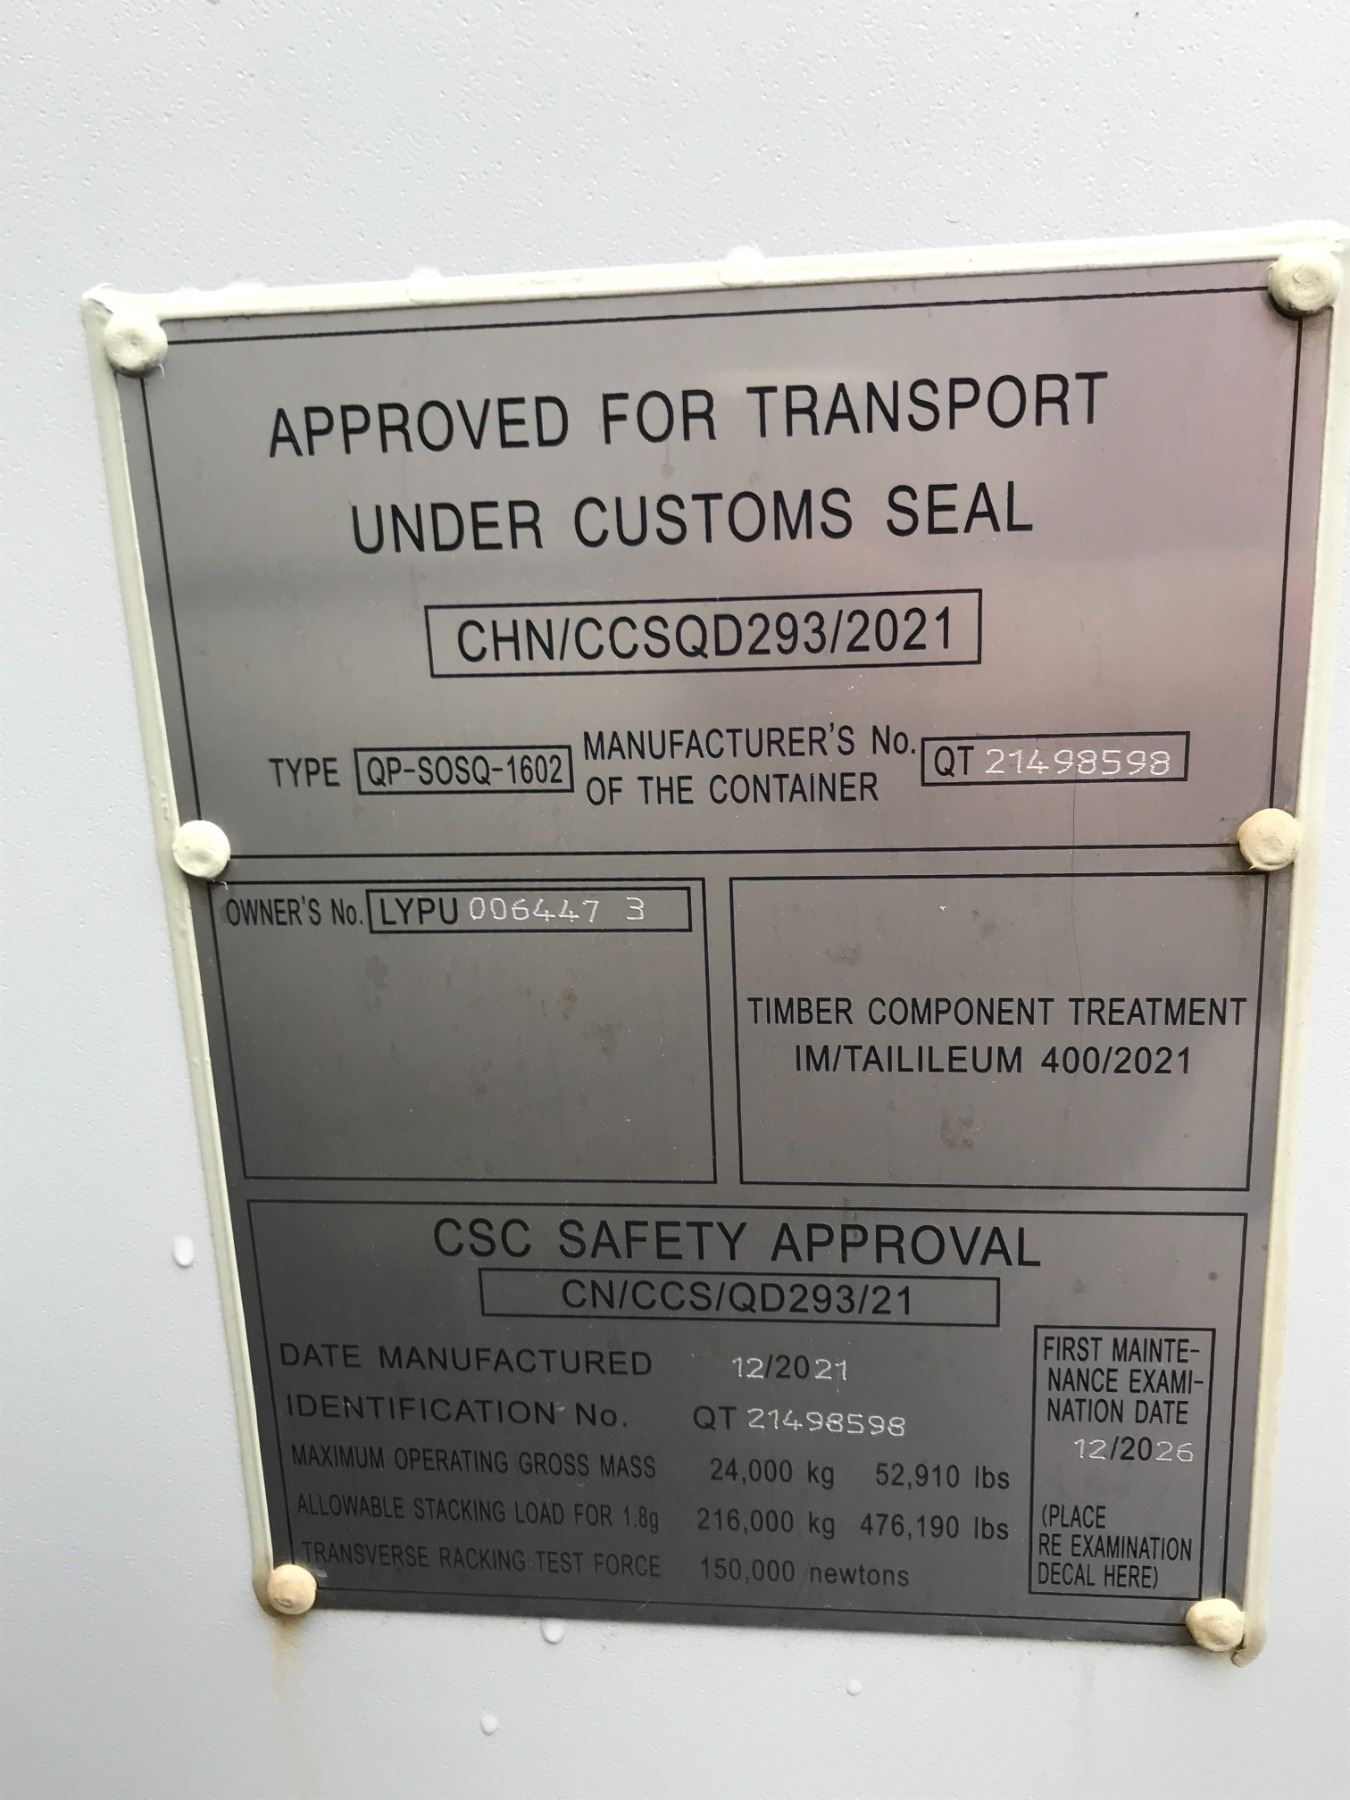 APPROVED FOR TRANSPORT
UNDER CUSTOMS SEAL
CHN/CCSQD293/2021
TYPE QP-SOSQ-1602 MANUFACTURER'S No. OF THE CONTAINER QT 21498598
OWNER'S No. LYPU 006447 3
TIMBER COMPONENT TREATMENT
IM/TAILILEUM 400/2021
CSC SAFETY APPROVAL
CN/CCS/QD293/21
DATE MANUFACTURED 12/2021
IDENTIFICATION No. QT 21498598
MAXIMUM OPERATING GROSS MASS 24,000 kg 52,910 lbs
ALLOWABLE STACKING LOAD FOR 1.8g 216,000 kg 476,190 lbs
TRANSVERSE RACKING TEST FORCE 150,000 newtons
FIRST MAINTE-
NANCE EXAMI-
NATION DATE
12/2026
(PLACE
RE EXAMINATION
DECAL HERE)